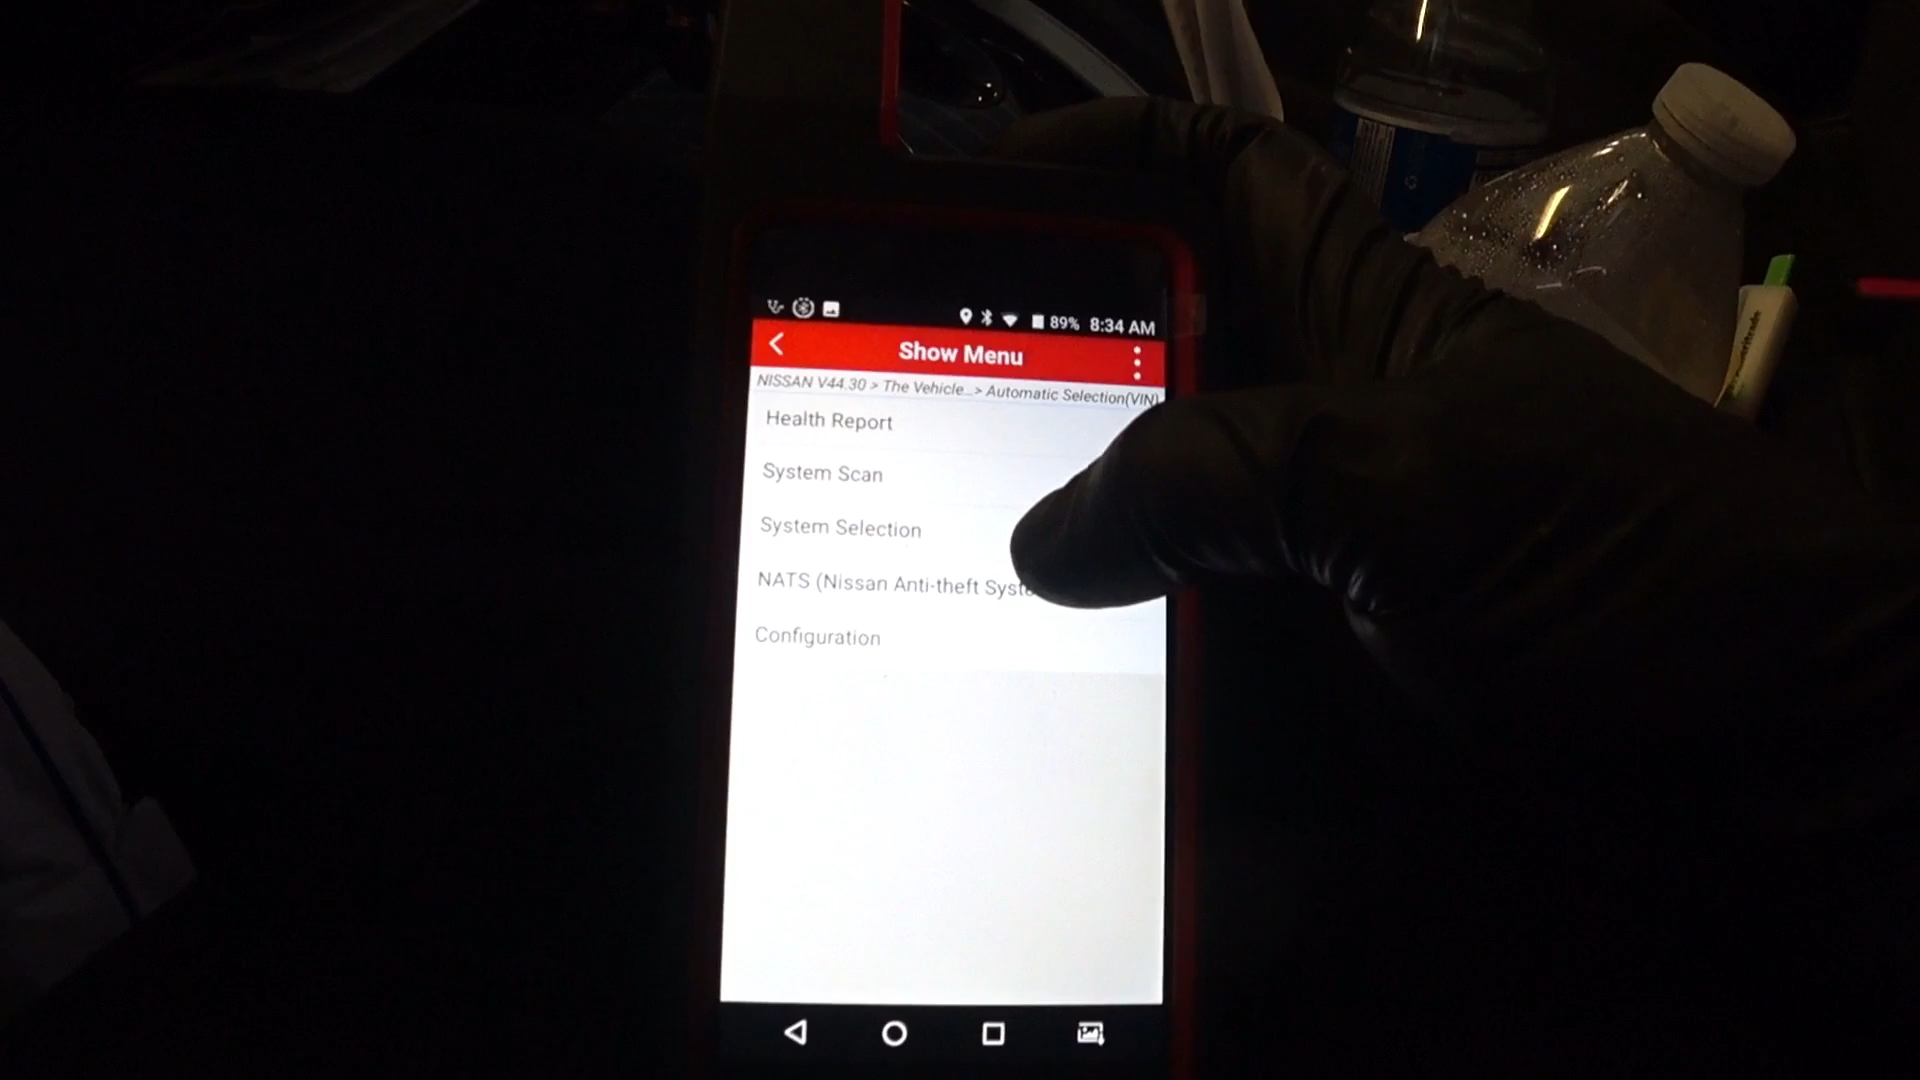 89% 8:34 AM
Show Menu
NISSAN V44.30 > The Vehicle... > Automatic Selection(VIN)
Health Report
System Scan
System Selection
NATS (Nissan Anti-theft Syste
Configuration